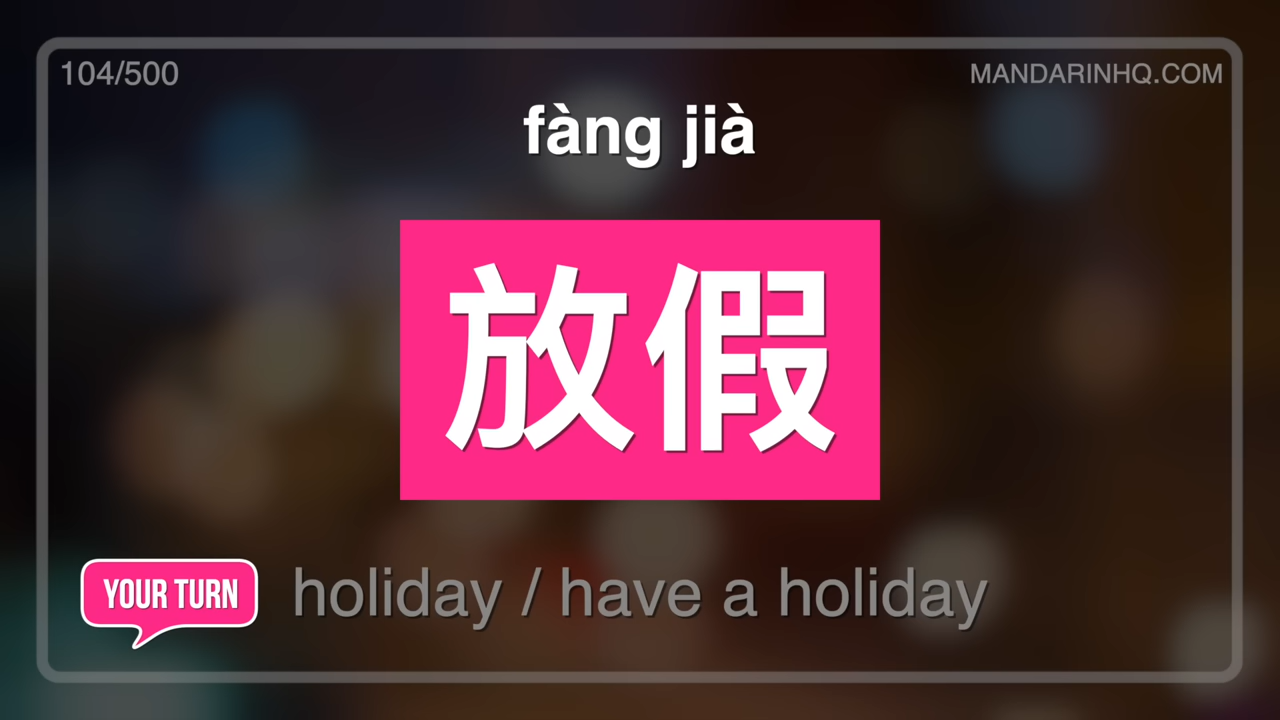 104/500
MANDARINHQ.COM
fàng jià
放假
YOUR TURN
holiday / have a holiday